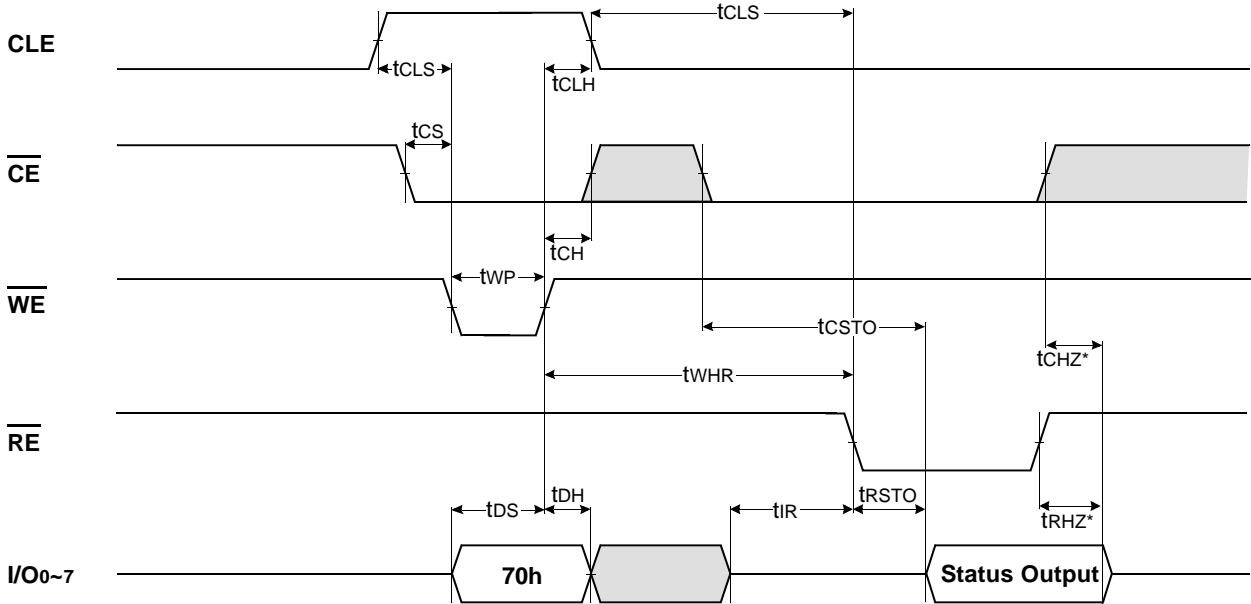 tCLS
CLE
tCLS
tCLH
tCS
CE
tCH
tWP
WE
tCSTO
tCHZ*
tWHR
RE
tDH
tDS
tIR
tRSTO
tRHZ*
I/O0~7
70h
Status Output